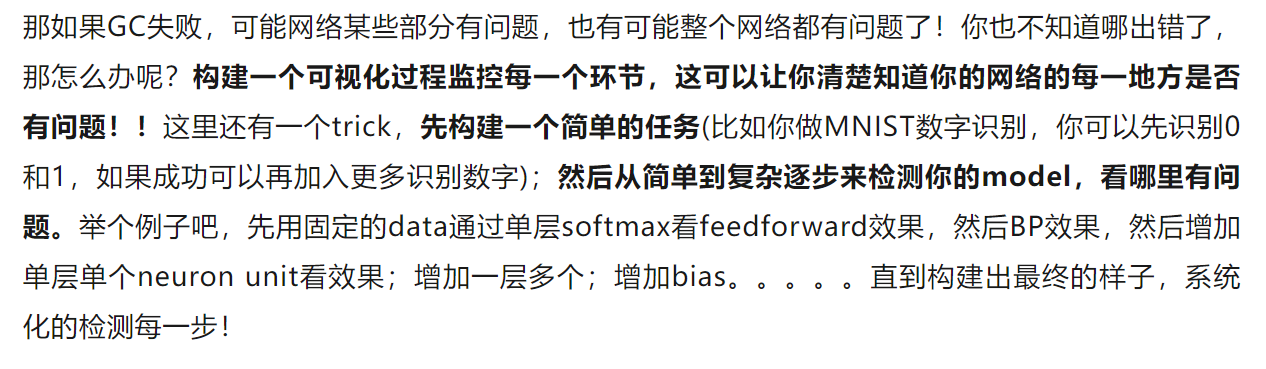 那如果GC失败，可能网络某些部分有问题，也有可能整个网络都有问题了！你也不知道哪出错了，
那怎么办呢？构建一个可视化过程监控每一个环节，这可以让你清楚知道你的网络的每一地方是否
有问题！！这里还有一个trick，先构建一个简单的任务(比如你做MNIST数字识别，你可以先识别0
和1，如果成功可以再加入更多识别数字)；然后从简单到复杂逐步来检测你的model，看哪里有问
题。举个例子吧，先用固定的data通过单层softmax看feedforward效果，然后BP效果，然后增加
单层单个neuron unit看效果；增加一层多个；增加bias。。。。。直到构建出最终的样子，系统
化的检测每一步！